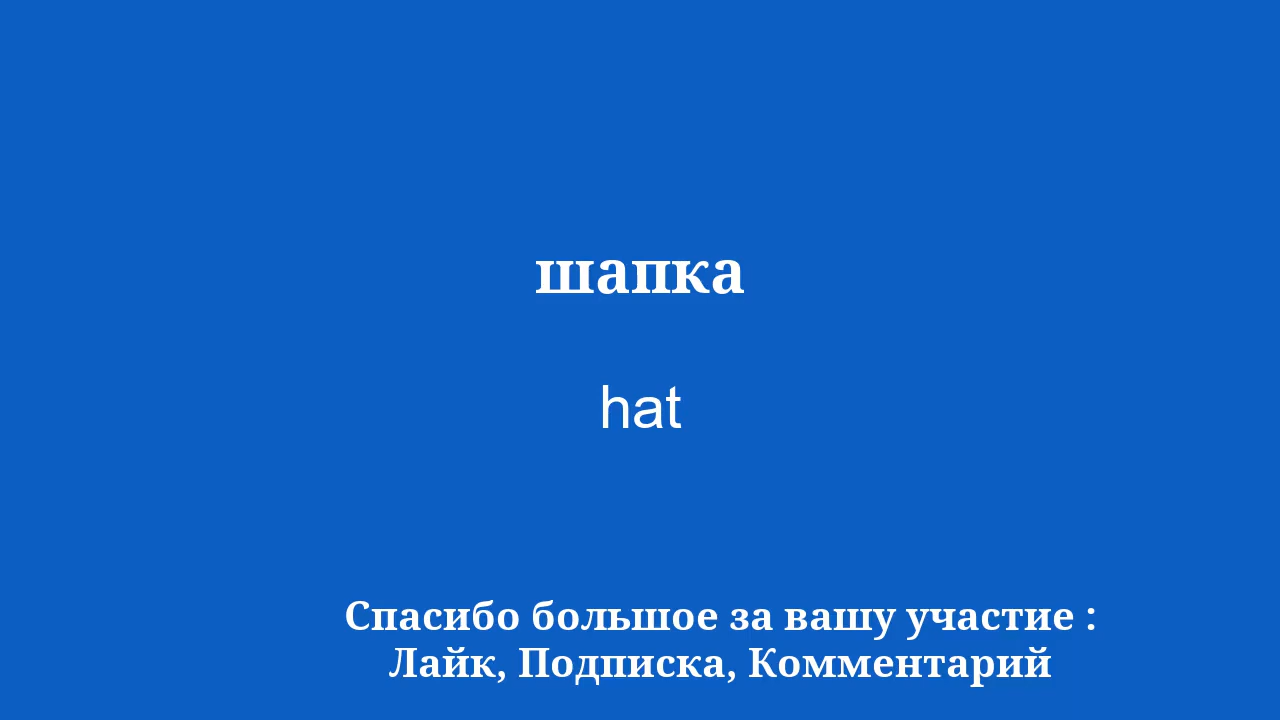 шапка
hat
Спасибо большое за вашу участие :
Лайк, Подписка, Комментарий